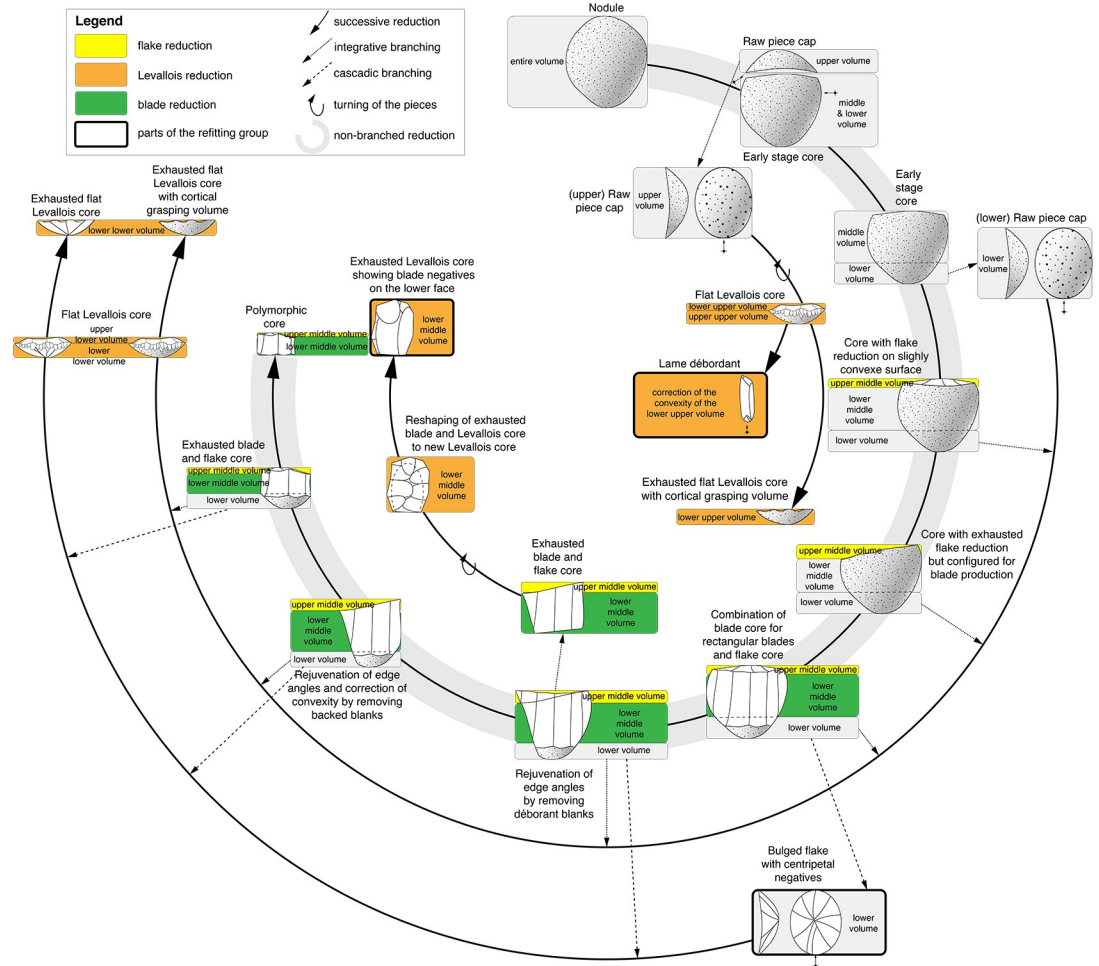 Legend
flake reduction
Levallois reduction
blade reduction
parts of the refitting group
successive reduction
integrative branching
cascadic branching
turning of the pieces
non-branched reduction
Nodule
entire volume
Raw piece cap
upper volume
middle
& lower
volume
Early stage core
(upper) Raw
piece cap
upper
volume
Early
stage
core
middle
volume
lower
volume
(lower) Raw piece cap
lower
volume
Exhausted flat
Levallois core
Exhausted flat
Levallois core
with cortical
grasping volume
lower lower volume
Flat Levallois core
upper
lower volume
lower
lower volume
Polymorphic
core
upper middle volume
lower middle volume
Exhausted Levallois core
showing blade negatives
on the lower face
lower
middle
volume
Flat Levallois core
lower upper volume
upper upper volume
Lame débordant
correction of the
convexity of the
lower upper volume
Core with flake
reduction on slighly
convexe surface
upper middle volume
lower
middle
volume
lower volume
Reshaping of exhausted
blade and Levallois core
to new Levallois core
lower
middle
volume
Exhausted blade
and flake core
upper middle volume
lower middle volume
lower volume
Exhausted flat Levallois core
with cortical grasping volume
lower upper volume
Core with exhausted
flake reduction
but configured for
blade production
upper middle volume
lower
middle
volume
lower volume
Exhausted
blade and
flake core
upper middle volume
lower
middle
volume
upper middle volume
lower
middle
volume
lower volume
Rejuvenation of edge
angles and correction of
convexity by removing
backed blanks
Combination of
blade core for
rectangular blades
and flake core
upper middle volume
lower
middle
volume
lower volume
upper middle volume
lower
middle
volume
lower volume
Rejuvenation of
edge angles
by removing
déborant blanks
Bulged flake
with centripetal
negatives
lower
volume